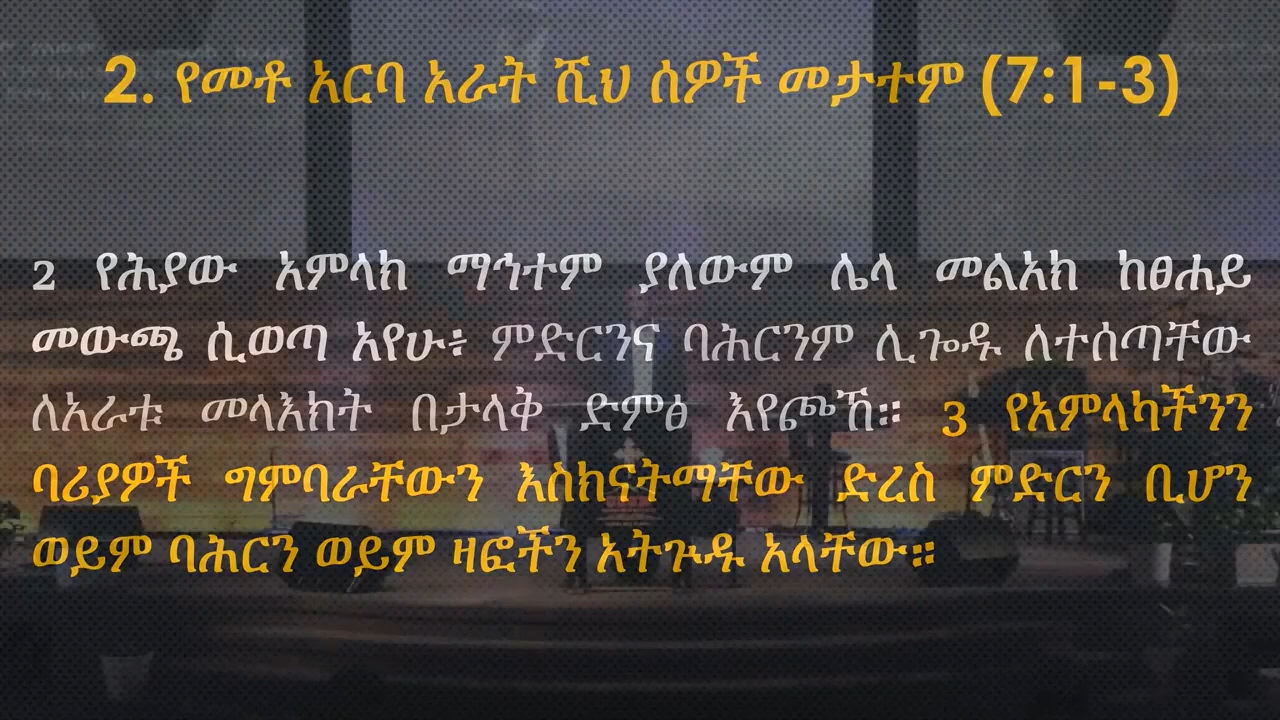 2. የመቶ አርባ አራት ሺህ ሰዎች መታተም (7:1-3)
2 የሕያው አምላክ ማኅተም ያለውም ሌላ መልአክ ከፀሐይ
መውጫ ሲወጣ አየሁ፥ ምድርንና ባሕርንም ሊጐዱ ለተሰጣቸው
ለአራቱ መላእክት በታላቅ ድምፅ እየጮኸ። 3 የአምላካችንን
ባሪያዎች ግምባራቸውን እስክናትማቸው ድረስ ምድርን ቢሆን
ወይም ባሕርን ወይም ዛፎችን አትጕዱ አላቸው።